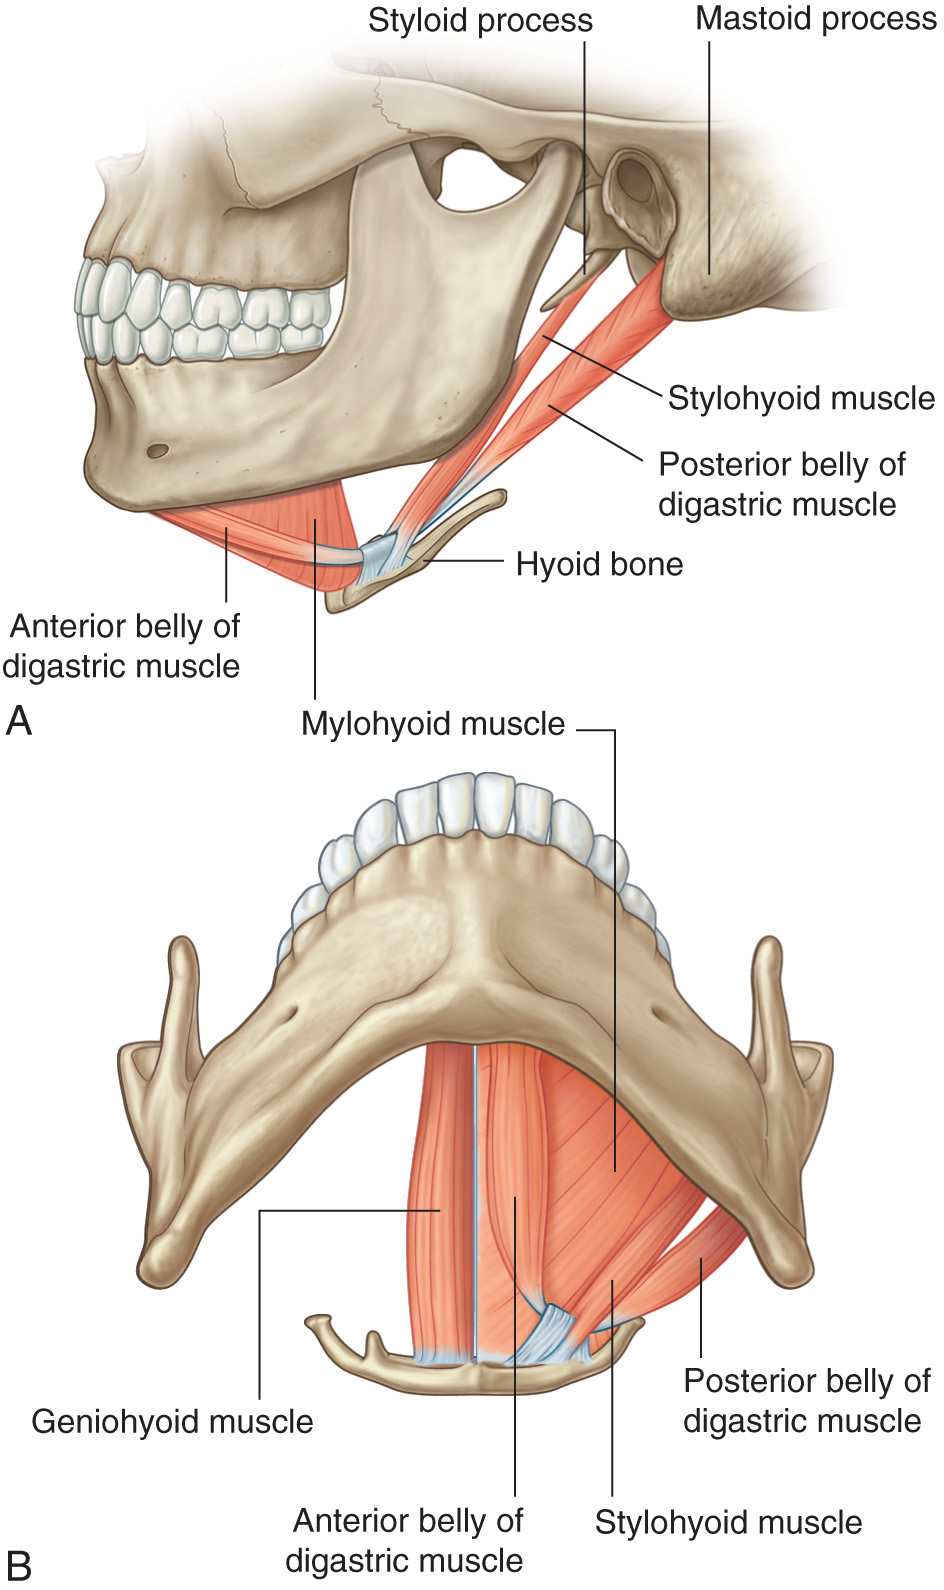 Styloid process
Mastoid process
Stylohyoid muscle
Posterior belly of
digastric muscle
Hyoid bone
Anterior belly of
digastric muscle
A
Mylohyoid muscle
Posterior belly of
digastric muscle
Geniohyoid muscle
Anterior belly of
digastric muscle
Stylohyoid muscle
B